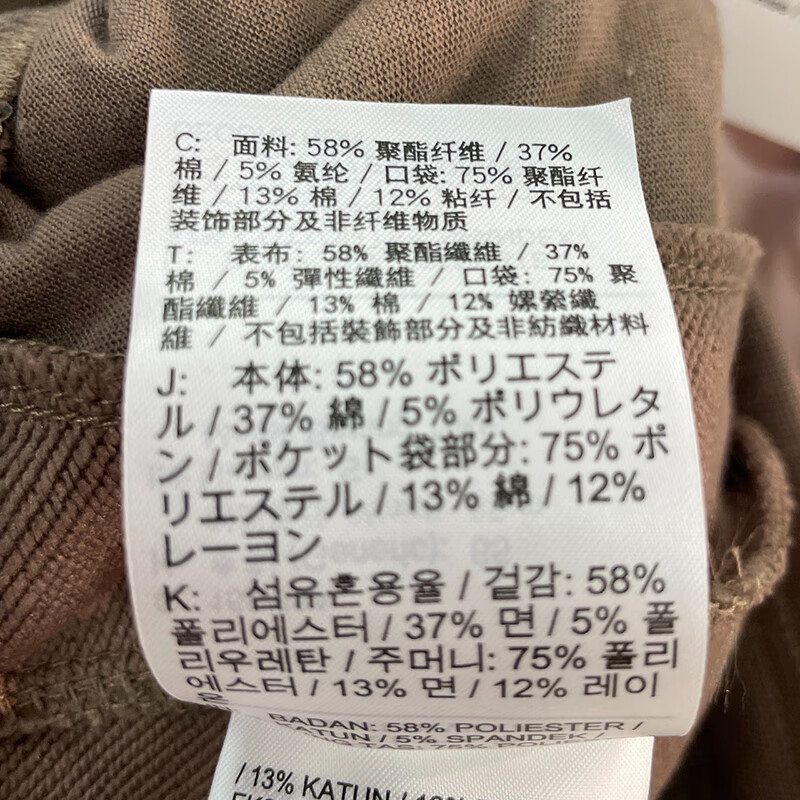 C: 面料: 58% 聚酯纤维 / 37%
棉 / 5% 氨纶 / 口袋: 75% 聚酯纤
维 / 13% 棉 / 12% 粘纤 / 不包括
装饰部分及非纤维物质
T: 表布: 58% 聚酯纖維 / 37%
棉 / 5% 彈性纖維 / 口袋: 75% 聚
酯纖維 / 13% 棉 / 12% 嫘縈纖
維 / 不包括裝飾部分及非紡織材料
J: 本体: 58% ポリエステ
ル / 37% 綿 / 5% ポリウレタ
ン / ポケット袋部分: 75% ポ
リエステル / 13% 綿 / 12%
レーヨン
K: 섬유혼용율 / 겉감: 58%
폴리에스터 / 37% 면 / 5% 폴
리우레탄 / 주머니: 75% 폴리
에스터 / 13% 면 / 12% 레이
BADAN: 58% POLIESTER /
KATUN / 5% SPANDEK /
TAS: 75% POLIES
/ 13% KATUN /